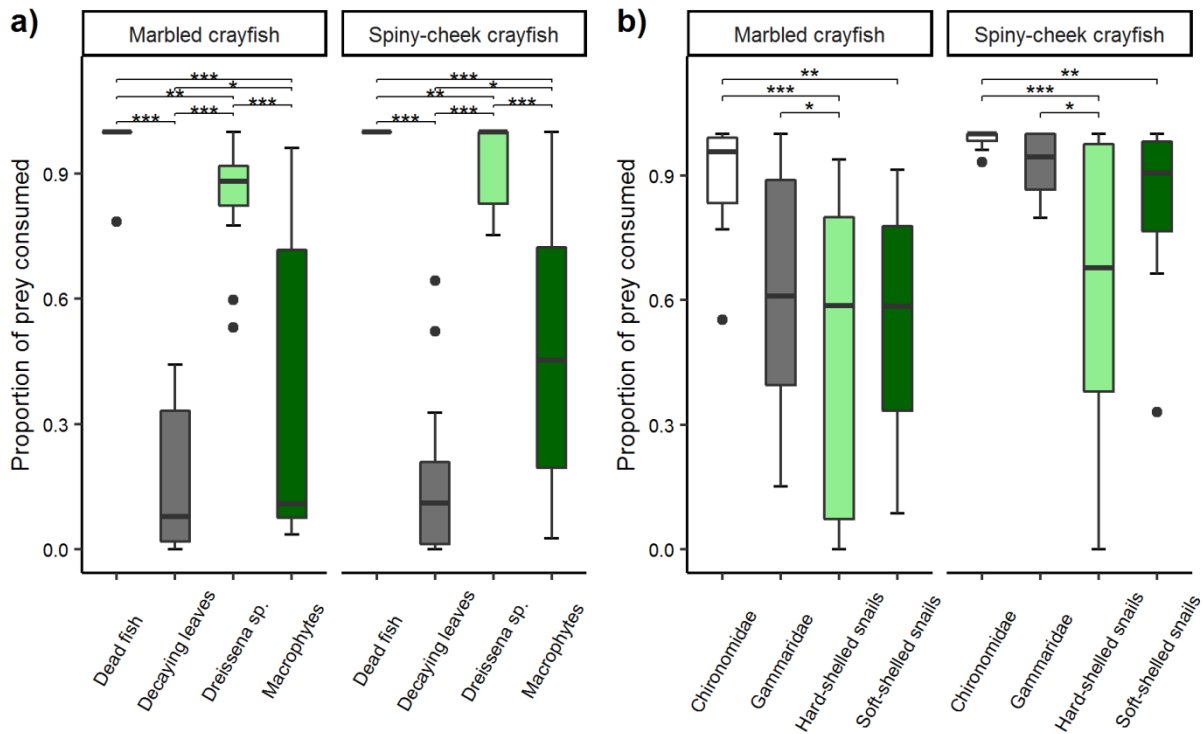 a)
Marbled crayfish
Spiny-cheek crayfish
Proportion of prey consumed
0.9
0.6
0.3
0.0
***
*
**
***
***
***
***
*
**
***
***
***
Dead fish
Decaying leaves
Dreissena sp.
Macrophytes
Dead fish
Decaying leaves
Dreissena sp.
Macrophytes
b)
Marbled crayfish
Spiny-cheek crayfish
Proportion of prey consumed
0.9
0.6
0.3
0.0
**
***
*
**
***
*
Chironomidae
Gammaridae
Hard-shelled snails
Soft-shelled snails
Chironomidae
Gammaridae
Hard-shelled snails
Soft-shelled snails